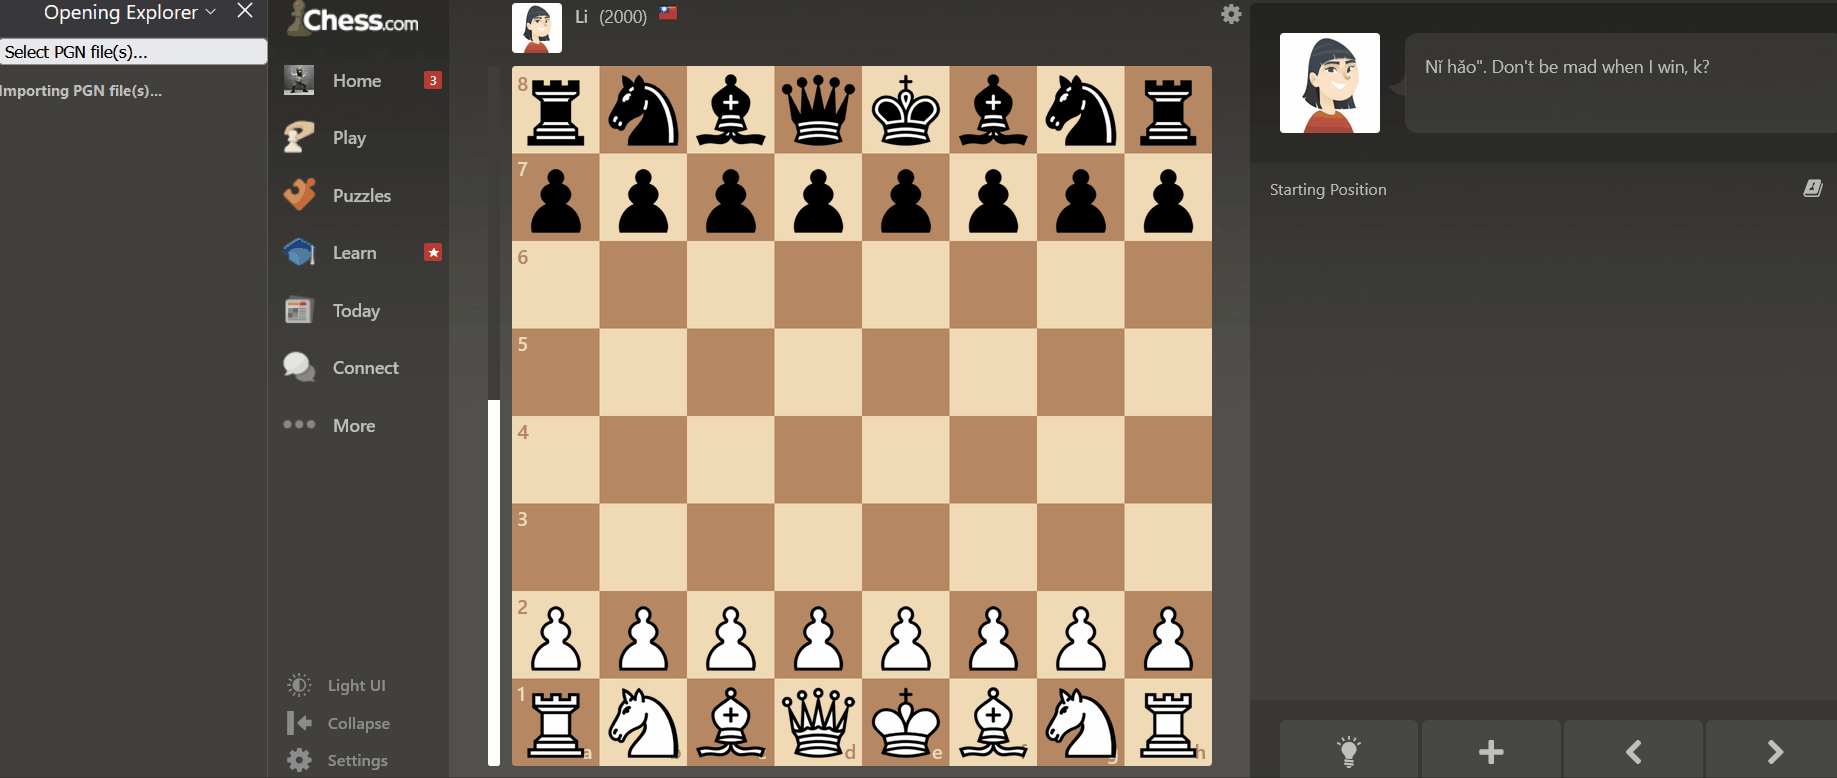 Opening Explorer
Select PGN file(s)...
Importing PGN file(s)...
Chess.com
Home 3
Play
Puzzles
Learn
Today
Connect
More
Light UI
Collapse
Settings
Li (2000)
8
7
6
5
4
3
2
1
a b c d e f g h
Nǐ hǎo". Don't be mad when I win, k?
Starting Position